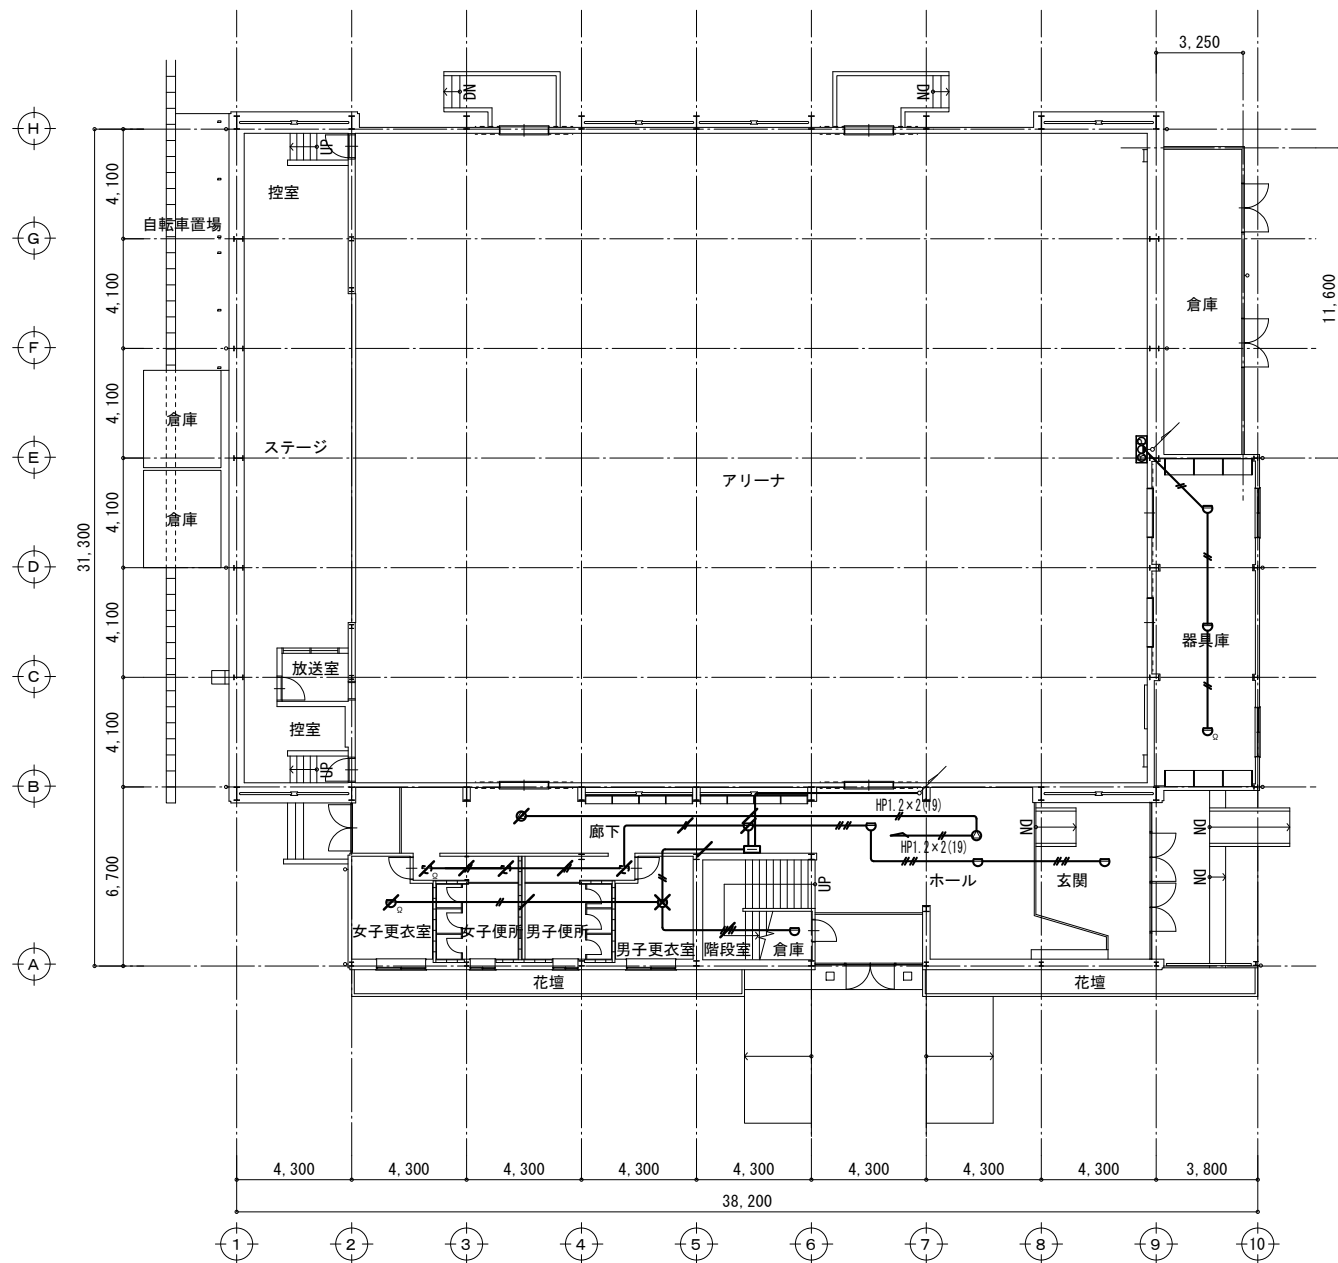 3,250
DN
DN
H
UP
控室
4,100
自転車置場
G
4,100
倉庫
11,600
F
4,100
倉庫
ステージ
E
アリーナ
4,100
倉庫
31,300
D
4,100
器具庫
放送室
C
Ω
控室
4,100
UP
B
HP1.2×2(19)
廊下
DN
DN
HP1.2×2(19)
Ω
6,700
UP
ホール
玄関
DN
Ω
女子更衣室
女子便所
男子便所
男子更衣室
階段室
倉庫
A
花壇
花壇
4,300
4,300
4,300
4,300
4,300
4,300
4,300
4,300
3,800
38,200
1
2
3
4
5
6
7
8
9
10